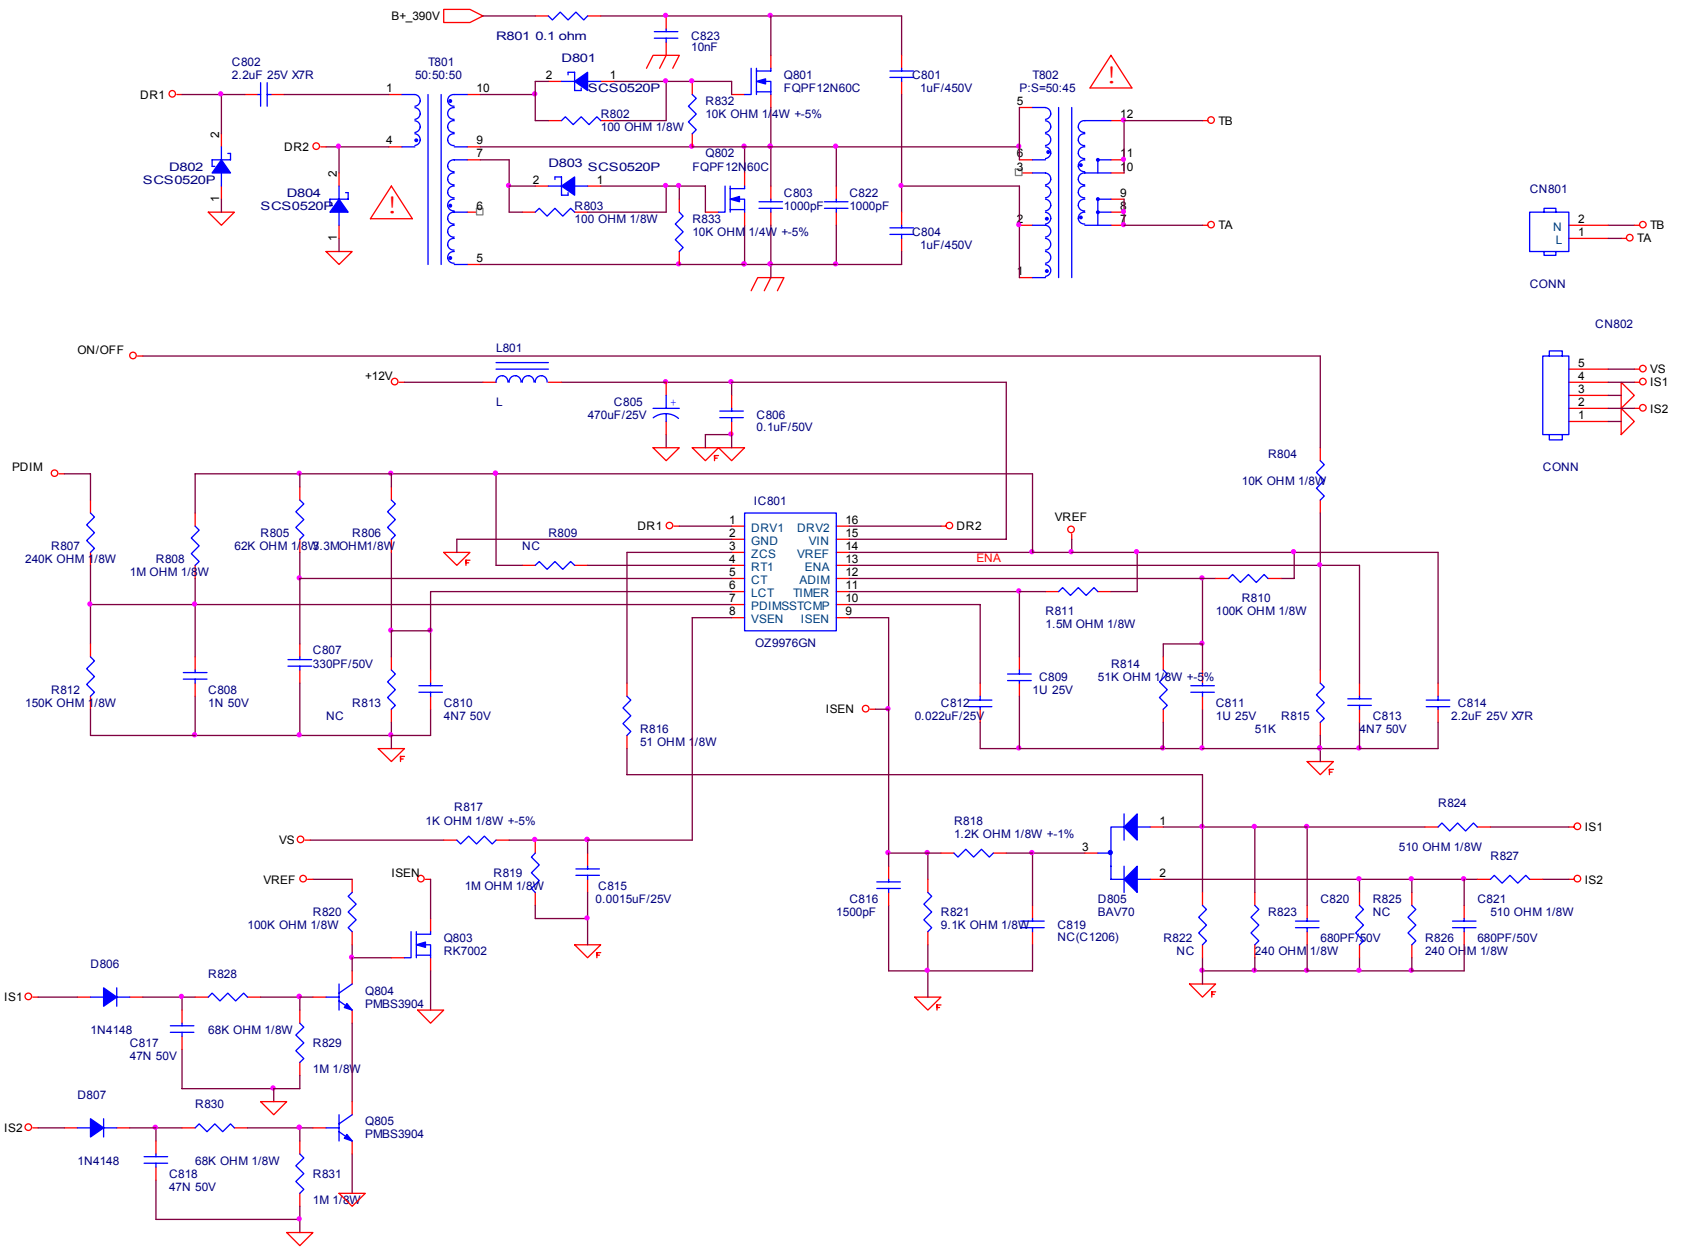 B+_390V
R801 0.1 ohm
C823
10nF
C802
2.2uF 25V X7R
T801
50:50:50
D801
SCS0520P
2
1
Q801
FQPF12N60C
C801
1uF/450V
T802
P:S=50:45
DR1
1
10
R802
100 OHM 1/8W
R832
10K OHM 1/4W +-5%
5
12
TB
DR2
4
9
6
11
2
D802
SCS0520P
1
7
D803
SCS0520P
2
1
Q802
FQPF12N60C
3
10
2
D804
SCS0520P
1
6
R803
100 OHM 1/8W
R833
10K OHM 1/4W +-5%
C803
1000pF
C822
1000pF
C804
1uF/450V
9
8
2
7
TA
5
1
CN801
N
L
2
1
TB
TA
CONN
CN802
5
4
3
2
1
VS
IS1
IS2
CONN
ON/OFF
L801
L
+12V
C805
470uF/25V
+
C806
0.1uF/50V
F
F
R804
10K OHM 1/8W
PDIM
R807
240K OHM 1/8W
R808
1M OHM 1/8W
R805
62K OHM 1/8W
R806
3.3MOHM1/8W
R809
NC
IC801
DR1
DR2
VREF
ENA
1
2
3
4
5
6
7
8
DRV1
GND
ZCS
RT1
CT
LCT
PDIM
VSEN
DRV2
VIN
VREF
ENA
ADIM
TIMER
SSTCMP
ISEN
16
15
14
13
12
11
10
9
OZ9976GN
F
R811
1.5M OHM 1/8W
R810
100K OHM 1/8W
R812
150K OHM 1/8W
C808
1N 50V
C807
330PF/50V
R813
NC
C810
4N7 50V
F
R816
51 OHM 1/8W
ISEN
C812
0.022uF/25V
C809
1U 25V
R814
51K OHM 1/8W +-5%
C811
1U 25V
R815
51K
C813
4N7 50V
C814
2.2uF 25V X7R
F
R817
1K OHM 1/8W +-5%
VS
R819
1M OHM 1/8W
C815
0.0015uF/25V
F
R818
1.2K OHM 1/8W +-1%
3
1
2
D805
BAV70
R824
510 OHM 1/8W
IS1
R827
510 OHM 1/8W
IS2
C816
1500pF
R821
9.1K OHM 1/8W
C819
NC(C1206)
F
R822
NC
R823
240 OHM 1/8W
C820
680PF/50V
R825
NC
R826
240 OHM 1/8W
C821
680PF/50V
F
VREF
R820
100K OHM 1/8W
ISEN
Q803
RK7002
IS1
D806
1N4148
R828
68K OHM 1/8W
C817
47N 50V
R829
1M 1/8W
Q804
PMBS3904
IS2
D807
1N4148
R830
68K OHM 1/8W
C818
47N 50V
R831
1M 1/8W
Q805
PMBS3904